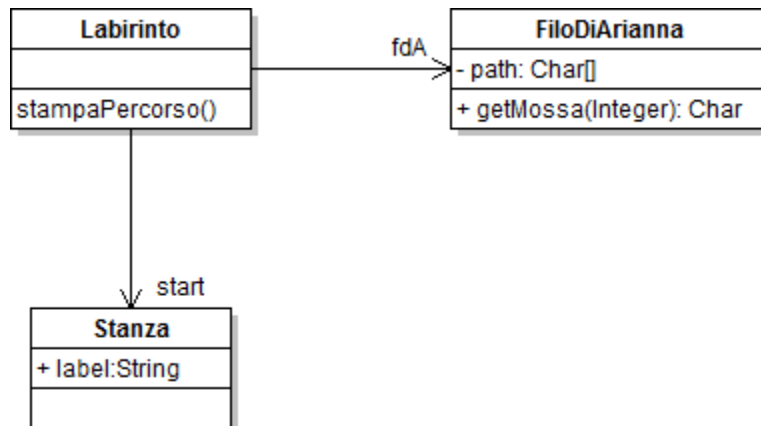 Labirinto
stampaPercorso()
fdA
FiloDiArianna
- path: Char[]
+ getMossa(Integer): Char
start
Stanza
+ label:String